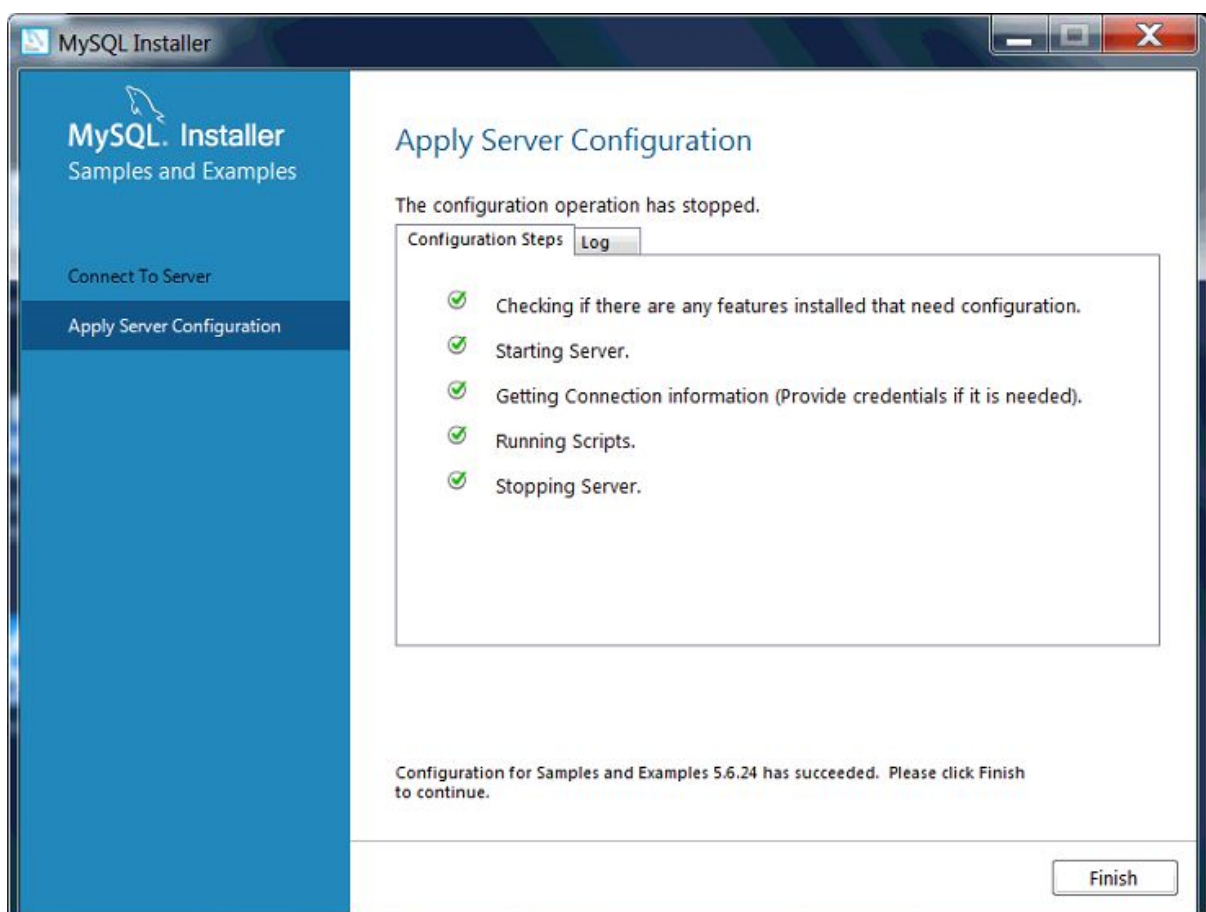 MySQL Installer
MySQL. Installer
Samples and Examples
Connect To Server
Apply Server Configuration
Apply Server Configuration
The configuration operation has stopped.
Configuration Steps
Log
Checking if there are any features installed that need configuration.
Starting Server.
Getting Connection information (Provide credentials if it is needed).
Running Scripts.
Stopping Server.
Configuration for Samples and Examples 5.6.24 has succeeded. Please click Finish
to continue.
Finish